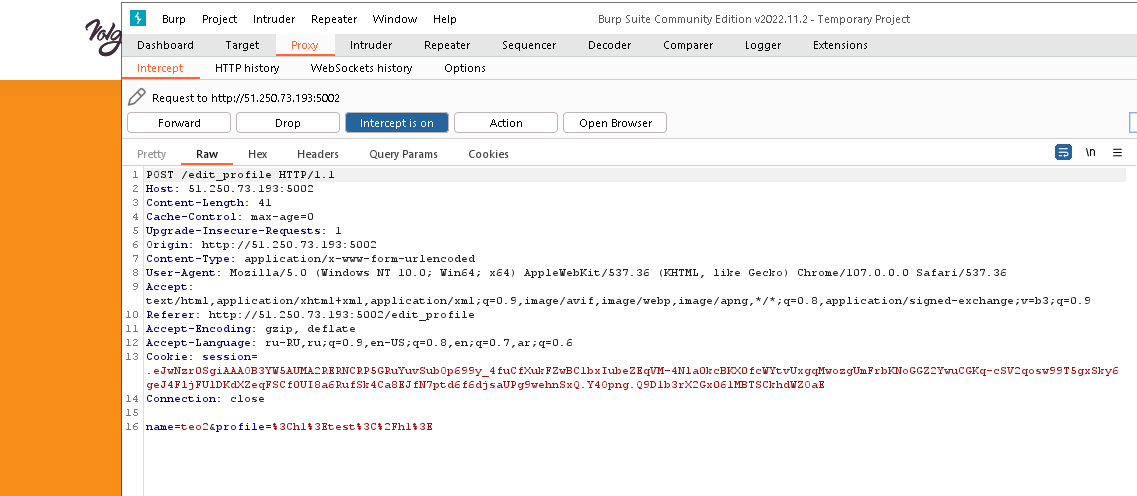 Burp Project Intruder Repeater Window Help Burp Suite Community Edition v2022.11.2 - Temporary Project
Dashboard Target Proxy Intruder Repeater Sequencer Decoder Comparer Logger Extensions
Intercept HTTP history WebSockets history Options
Request to http://51.250.73.193:5002
Forward Drop Intercept is on Action Open Browser
Pretty Raw Hex Headers Query Params Cookies \n
1 POST /edit_profile HTTP/1.1
2 Host: 51.250.73.193:5002
3 Content-Length: 41
4 Cache-Control: max-age=0
5 Upgrade-Insecure-Requests: 1
6 Origin: http://51.250.73.193:5002
7 Content-Type: application/x-www-form-urlencoded
8 User-Agent: Mozilla/5.0 (Windows NT 10.0; Win64; x64) AppleWebKit/537.36 (KHTML, like Gecko) Chrome/107.0.0.0 Safari/537.36
9 Accept:
text/html,application/xhtml+xml,application/xml;q=0.9,image/avif,image/webp,image/apng,*/*;q=0.8,application/signed-exchange;v=b3;q=0.9
10 Referer: http://51.250.73.193:5002/edit_profile
11 Accept-Encoding: gzip, deflate
12 Accept-Language: ru-RU,ru;q=0.9,en-US;q=0.8,en;q=0.7,ar;q=0.6
13 Cookie: session=
14 Connection: close
15
16 name=teo2&profile=%3Ch1%3Etest%3C%2Fh1%3E